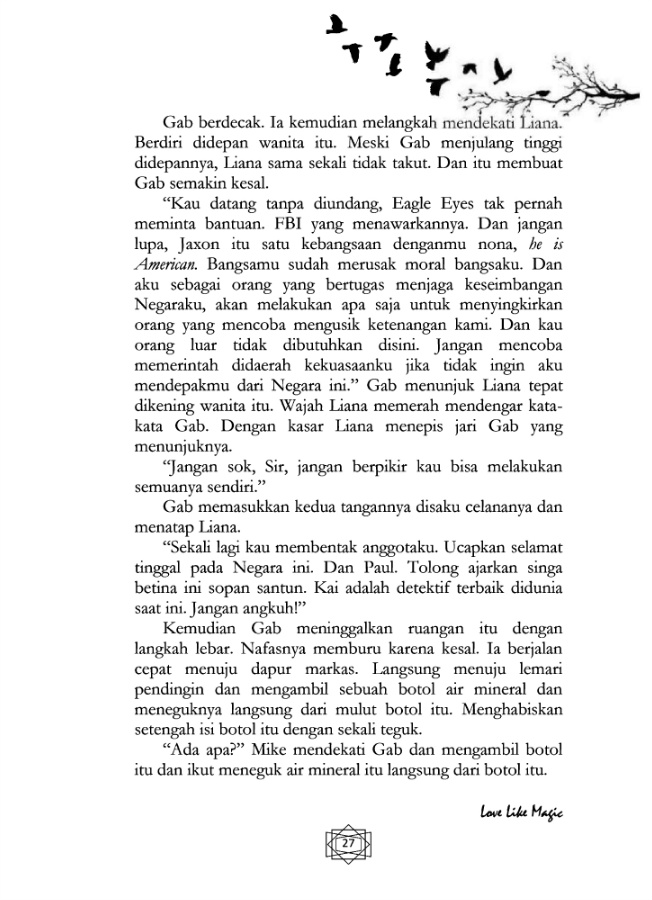 Gab berdecak. Ia kemudian melangkah mendekati Liana.
Berdiri didepan wanita itu. Meski Gab menjulang tinggi
didepannya, Liana sama sekali tidak takut. Dan itu membuat
Gab semakin kesal.
“Kau datang tanpa diundang, Eagle Eyes tak pernah
meminta bantuan. FBI yang menawarkannya. Dan jangan
lupa, Jaxon itu satu kebangsaan denganmu nona, he is
American. Bangsamu sudah merusak moral bangsaku. Dan
aku sebagai orang yang bertugas menjaga keseimbangan
Negaraku, akan melakukan apa saja untuk menyingkirkan
orang yang mencoba mengusik ketenangan kami. Dan kau
orang luar tidak dibutuhkan disini. Jangan mencoba
memerintah didaerah kekuasaanku jika tidak ingin aku
mendepakmu dari Negara ini.” Gab menunjuk Liana tepat
dikening wanita itu. Wajah Liana memerah mendengar kata-
kata Gab. Dengan kasar Liana menepis jari Gab yang
menunjuknya.
“Jangan sok, Sir, jangan berpikir kau bisa melakukan
semuanya sendiri.”
Gab memasukkan kedua tangannya disaku celananya dan
menatap Liana.
“Sekali lagi kau membentak anggotaku. Ucapkan selamat
tinggal pada Negara ini. Dan Paul. Tolong ajarkan singa
betina ini sopan santun. Kai adalah detektif terbaik didunia
saat ini. Jangan angkuh!”
Kemudian Gab meninggalkan ruangan itu dengan
langkah lebar. Nafasnya memburu karena kesal. Ia berjalan
cepat menuju dapur markas. Langsung menuju lemari
pendingin dan mengambil sebuah botol air mineral dan
meneguknya langsung dari mulut botol itu. Menghabiskan
setengah isi botol itu dengan sekali teguk.
“Ada apa?” Mike mendekati Gab dan mengambil botol
itu dan ikut meneguk air mineral itu langsung dari botol itu.
Love Like Magic
27